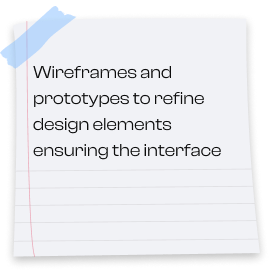 Wireframes and
prototypes to refine
design elements
ensuring the interface